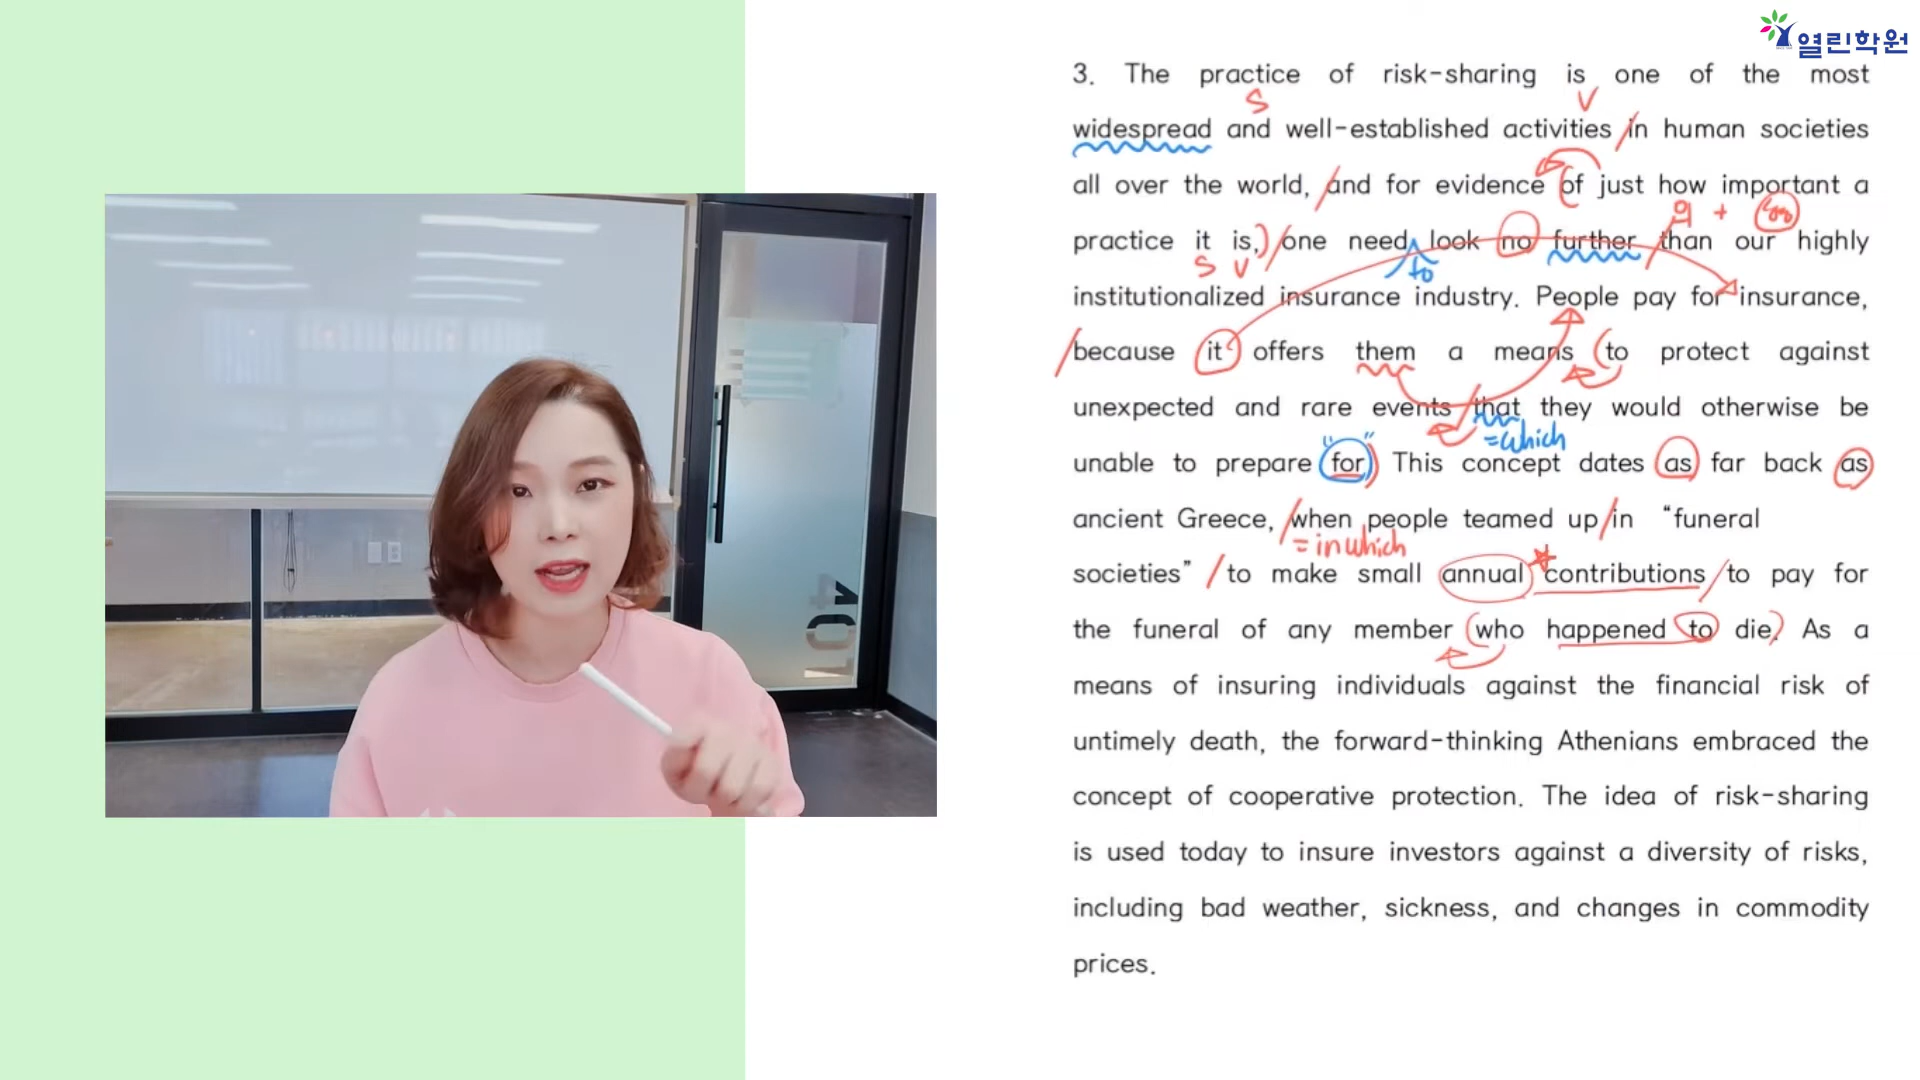 열린학원
3. The practice of risk-sharing is one of the most
S V
widespread and well-established activities in human societies
all over the world, and for evidence of just how important a
practice it is, one need look no further than our highly
S V to
institutionalized insurance industry. People pay for insurance,
because it offers them a means to protect against
unexpected and rare events that they would otherwise be
=which
unable to prepare for. This concept dates as far back as
ancient Greece, when people teamed up in “funeral
= in which
societies” to make small annual contributions to pay for
the funeral of any member who happened to die. As a
means of insuring individuals against the financial risk of
untimely death, the forward-thinking Athenians embraced the
concept of cooperative protection. The idea of risk-sharing
is used today to insure investors against a diversity of risks,
including bad weather, sickness, and changes in commodity
prices.